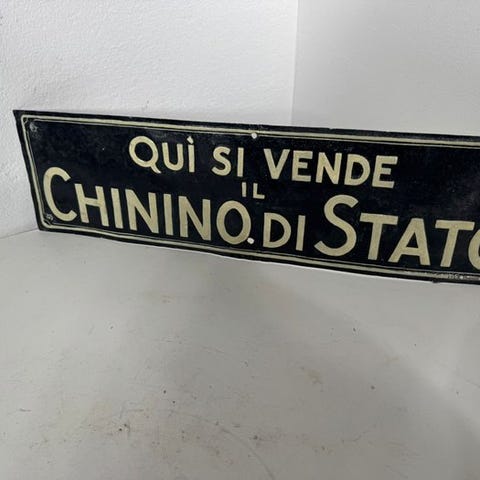 QUÌ SI VENDE
IL
CHININO.DI STATO